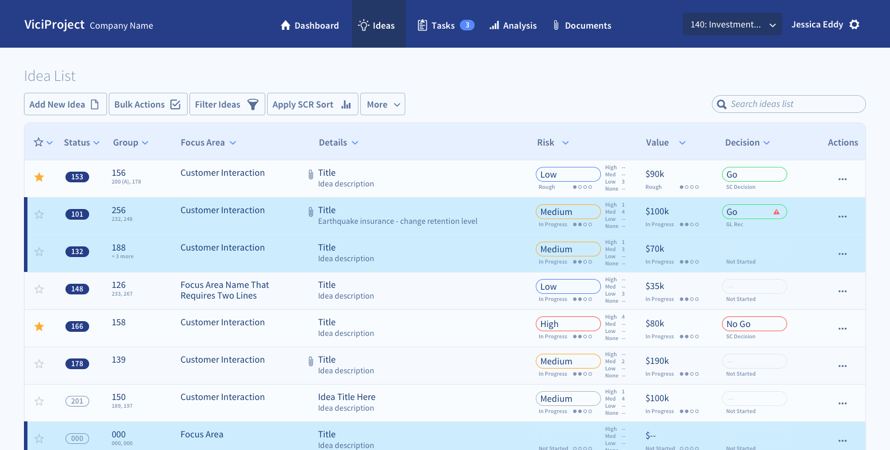 ViciProject Company Name
Dashboard
Ideas
Tasks 3
Analysis
Documents
140: Investment...
Jessica Eddy
Idea List
Add New Idea
Bulk Actions
Filter Ideas
Apply SCR Sort
More
Search ideas list
Status Group Focus Area Details Risk Value Decision Actions
153 156 Customer Interaction Title Low $90k Go ...
200 (A), 178 Idea description Rough Rough SC Decision
High --
Med --
Low 3
None --
101 256 Customer Interaction Title Medium $100k Go ...
232, 248 Earthquake insurance - change retention level In Progress In Progress GL Rec
High 1
Med 4
Low --
None --
132 188 Customer Interaction Title Medium $70k ...
+ 3 more Idea description In Progress In Progress Not Started
High 1
Med 3
Low --
None --
148 126 Focus Area Name That Title Low $35k -- ...
233, 267 Requires Two Lines Idea description In Progress In Progress Not Started
High --
Med --
Low 3
None --
166 158 Customer Interaction Title High $80k No Go ...
Idea description In Progress In Progress SC Decision
High 4
Med --
Low --
None --
178 139 Customer Interaction Title Medium $190k -- ...
Idea description In Progress In Progress Not Started
High --
Med 2
Low --
None --
201 150 Customer Interaction Idea Title Here Medium $100k -- ...
189, 197 Idea description In Progress In Progress Not Started
High 1
Med 4
Low --
None --
000 000 Focus Area Title $-- ...
000, 000 Idea description Not Started Not Started Not Started
High --
Med --
Low --
None --